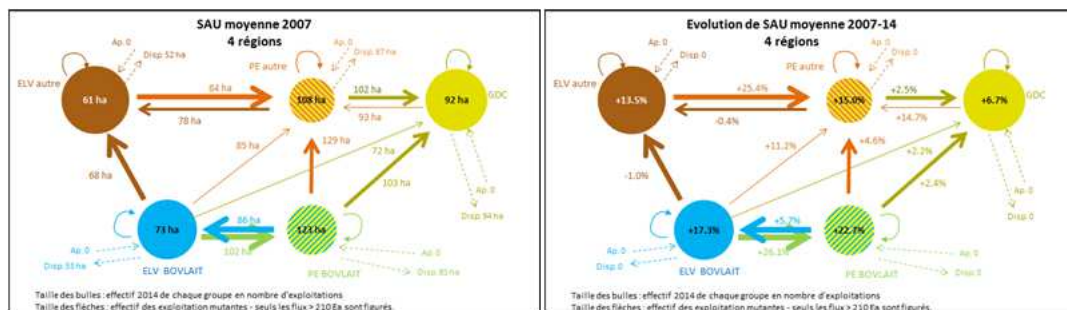 SAU moyenne 2007
4 régions
Ap. 0
Disp. 52 ha
ELV autre
61 ha
64 ha
78 ha
PE autre
Ap. 0
Disp. 87 ha
108 ha
102 ha
93 ha
92 ha
GDC
85 ha
129 ha
72 ha
103 ha
68 ha
Ap. 0
Disp. 94 ha
73 ha
86 ha
102 ha
123 ha
Ap. 0
ELV BOVLAIT
Ap. 0
PE BOVLAIT
Taille des bulles : effectif 2014 de chaque groupe en nombre d'exploitations
Taille des flèches : effectif des exploitation mutantes - seuls les flux > 210 Ea sont figurés.
Evolution de SAU moyenne 2007-14
4 régions
Ap. 0
Disp. 0
ELV autre
+13.5%
+25.4%
-0.4%
PE autre
Ap. 0
Disp. 0
+15.0%
+2.5%
+14.7%
+6.7%
GDC
+11.2%
+4.6%
+2.2%
+2.4%
-1.0%
Ap. 0
Disp. 0
+17.3%
+5.7%
+26.1%
+22.7%
Ap. 0
Disp. 0
ELV BOVLAIT
Ap. 0
Disp. 0
PE BOVLAIT
Taille des bulles : effectif 2014 de chaque groupe en nombre d'exploitations
Taille des flèches : effectif des exploitation mutantes - seuls les flux > 210 Ea sont figurés.